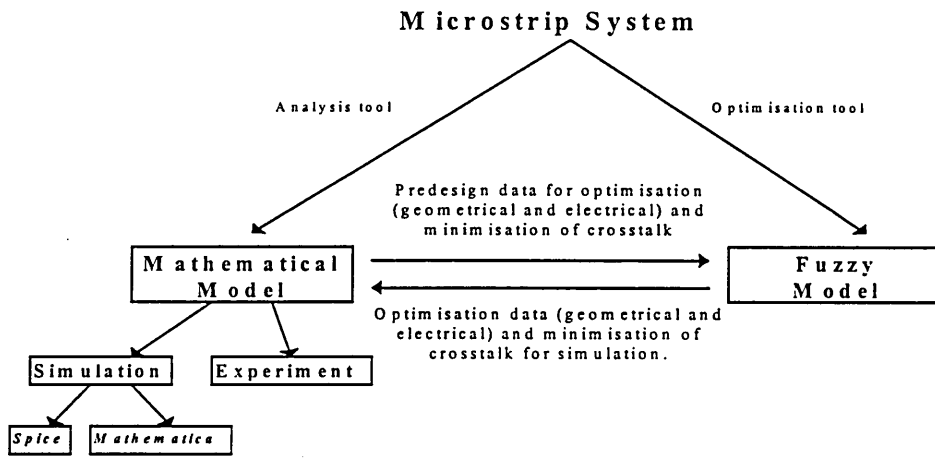 Microstrip System
Analysis tool
Optimisation tool
Predesign data for optimisation
(geometrical and electrical) and
minimisation of crosstalk
Mathematical
Model
Fuzzy
Model
Optimisation data (geometrical and
electrical) and minimisation of
crosstalk for simulation.
Simulation
Experiment
Spice
Mathematica